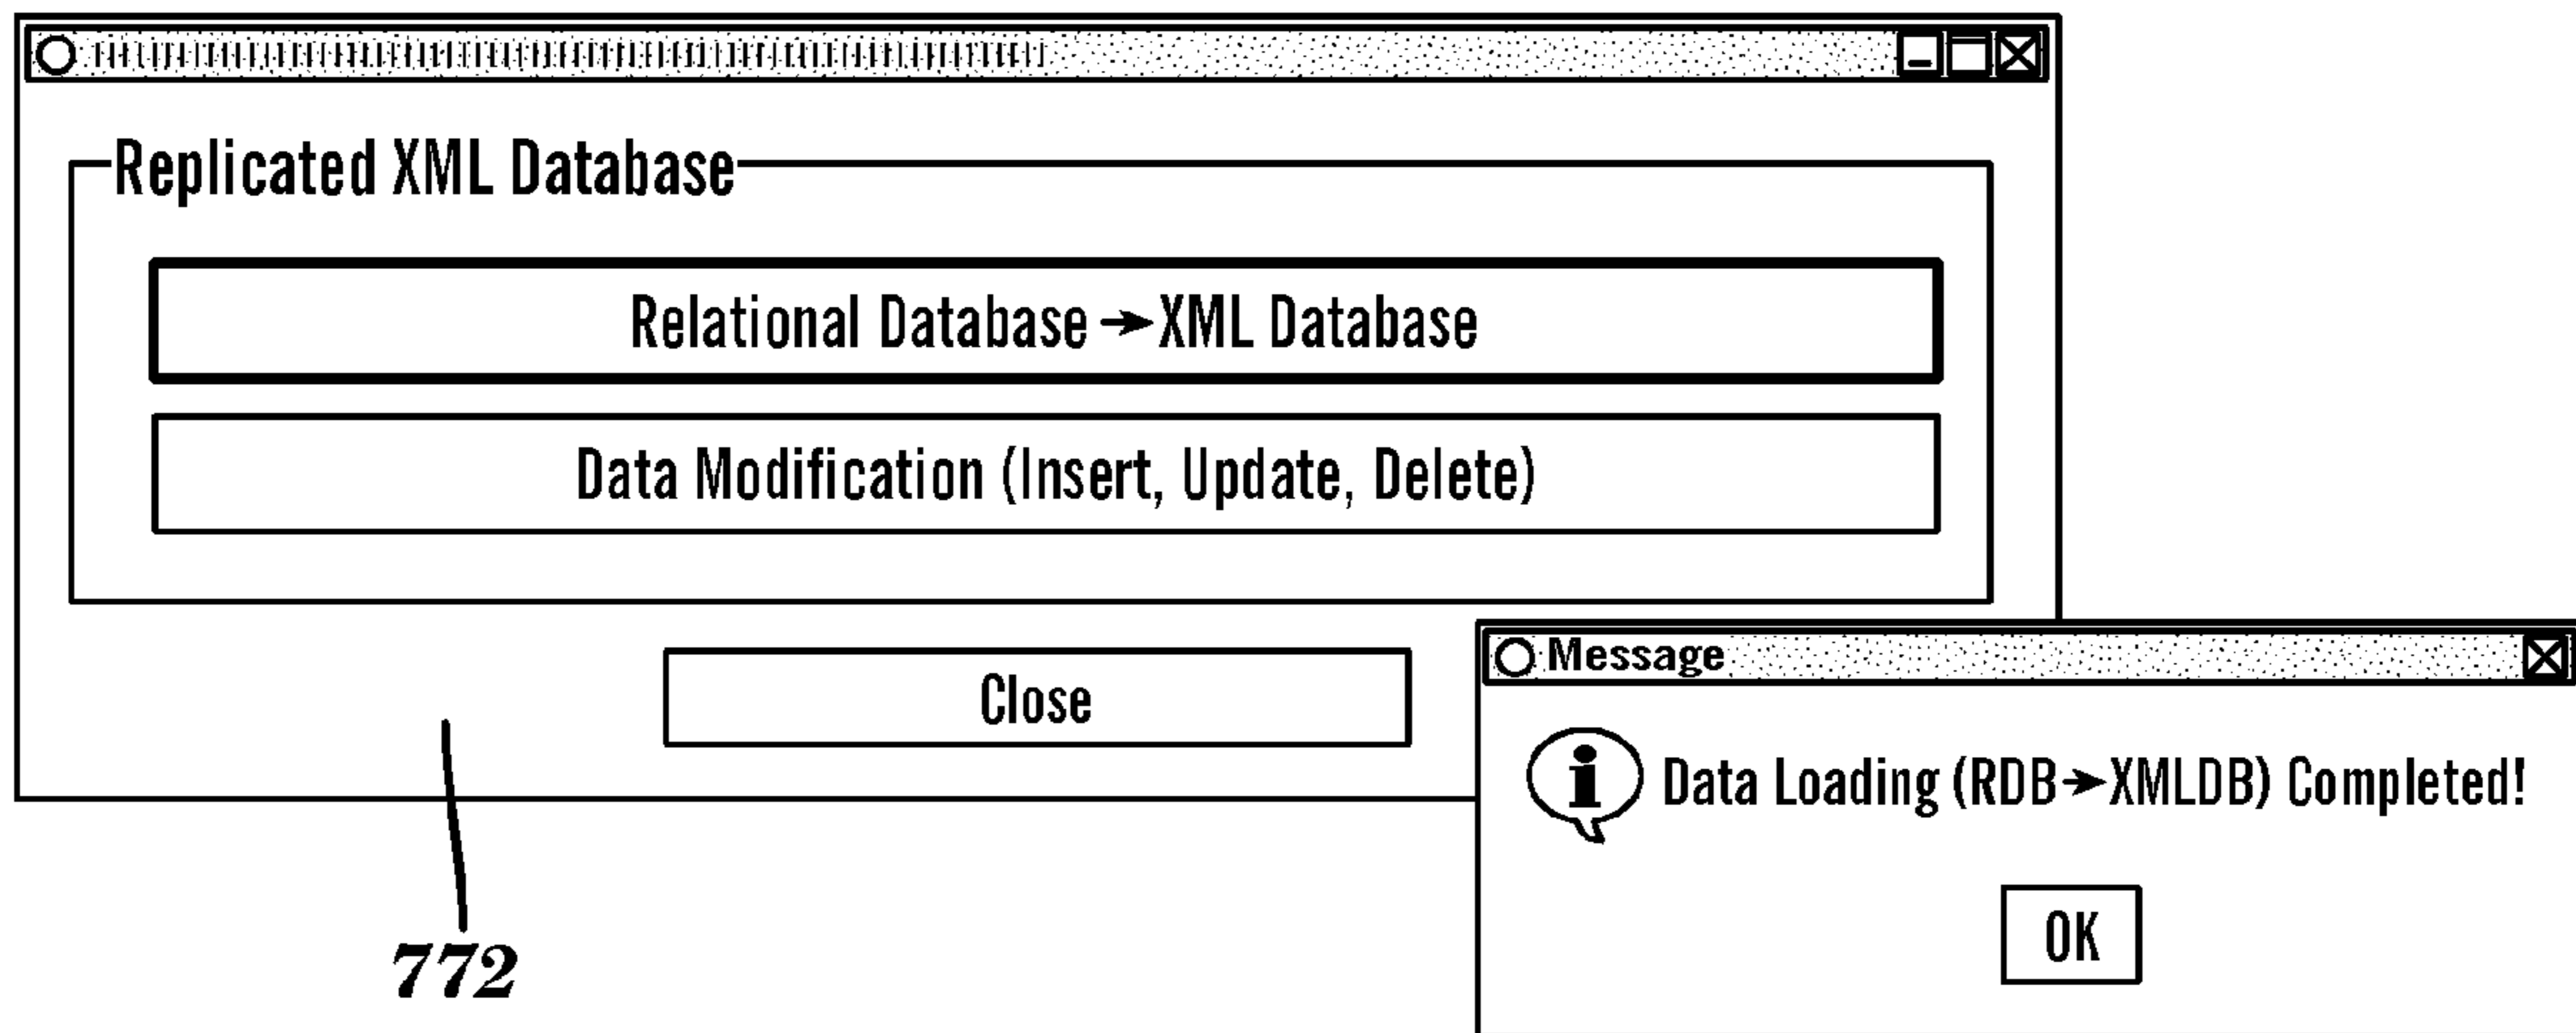 Replicated XML Database
Relational Database → XML Database
Data Modification (Insert, Update, Delete)
Close
Message
Data Loading (RDB→XMLDB) Completed!
OK
772